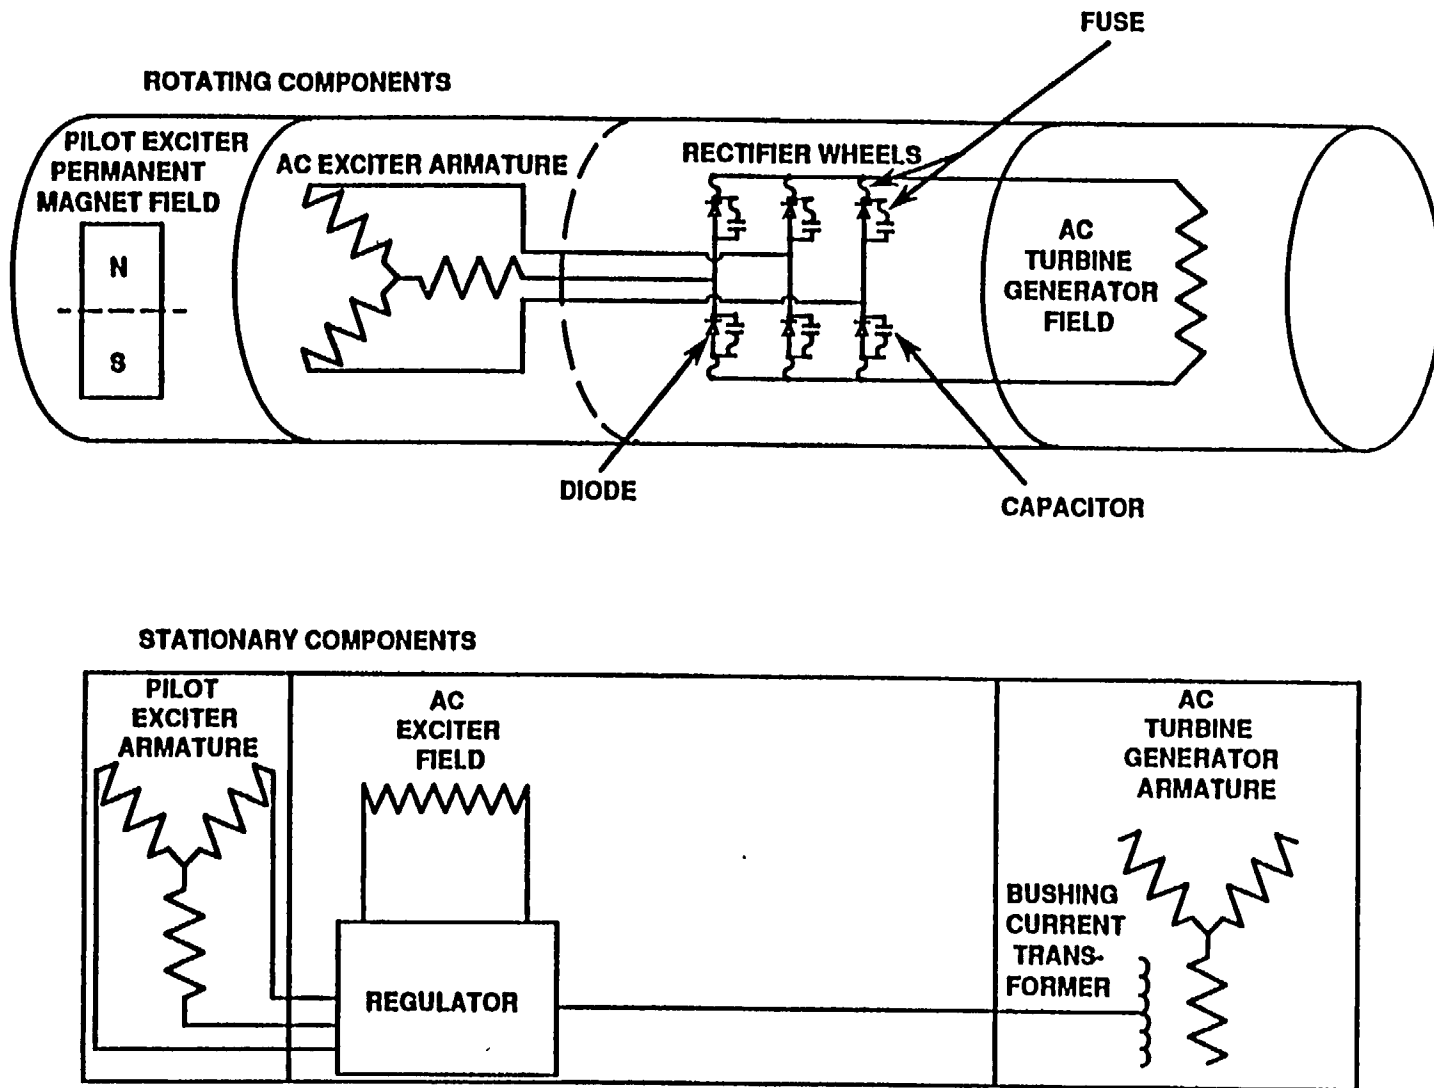 FUSE
ROTATING COMPONENTS
PILOT EXCITER
PERMANENT
MAGNET FIELD
N
S
AC EXCITER ARMATURE
RECTIFIER WHEELS
AC
TURBINE
GENERATOR
FIELD
DIODE
CAPACITOR
STATIONARY COMPONENTS
PILOT
EXCITER
ARMATURE
AC
EXCITER
FIELD
REGULATOR
AC
TURBINE
GENERATOR
ARMATURE
BUSHING
CURRENT
TRANS-
FORMER